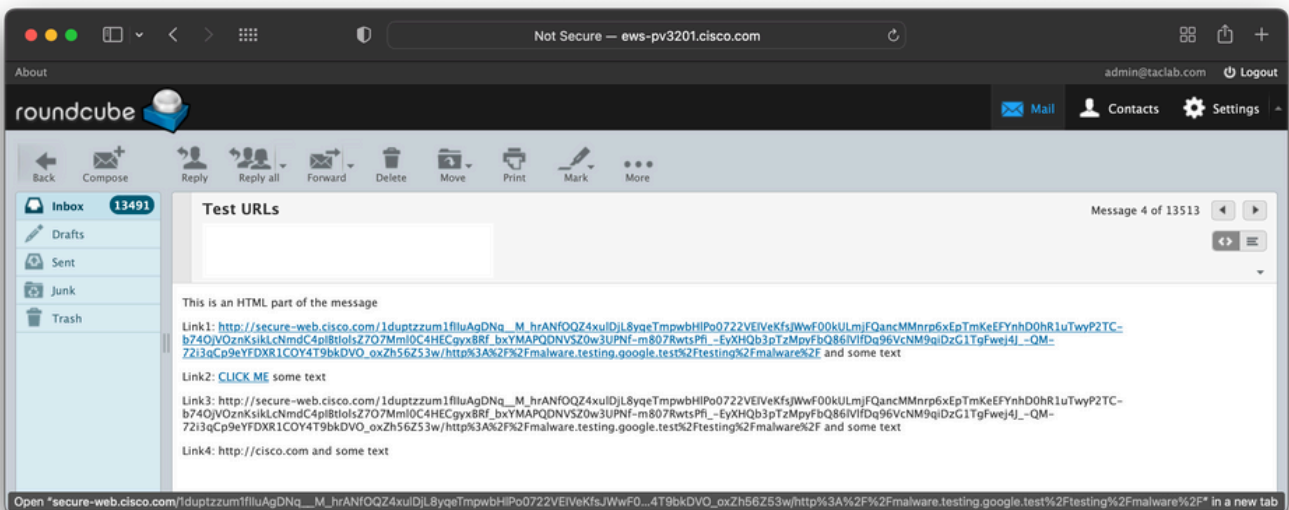 Not Secure — ews-pv3201.cisco.com
About
admin@taclab.com Logout
roundcube
Mail Contacts Settings
Back Compose Reply Reply all Forward Delete Move Print Mark More
Inbox 13491
Drafts
Sent
Junk
Trash
Test URLs
Message 4 of 13513
This is an HTML part of the message
Link1: http://secure-web.cisco.com/1duptzzum1fIluAgDNq__M_hrANfOQZ4xulDjL8yqeTmpwbHlPo0722VEIVeKfsJWwF00kULmjFQancMMnrp6xEpTmKeEFYnhD0hR1uTwyP2TC-
b74OjVOznKsikLcNmdC4plBtIolsZ7O7Mml0C4HECgyxBRf_bxYMAPQDNVSZ0w3UPNf-m807RwtsPfi_-EyXHQb3pTzMpyFbQ86lVlfDq96VcNM9qiDzG1TgFwej4J_-QM-
72i3qCp9eYFDXR1COY4T9bkDVO_oxZh56Z53w/http%3A%2F%2Fmalware.testing.google.test%2Ftesting%2Fmalware%2F and some text
Link2: CLICK ME some text
Link3: http://secure-web.cisco.com/1duptzzum1fIluAgDNq__M_hrANfOQZ4xulDjL8yqeTmpwbHlPo0722VEIVeKfsJWwF00kULmjFQancMMnrp6xEpTmKeEFYnhD0hR1uTwyP2TC-
b74OjVOznKsikLcNmdC4plBtIolsZ7O7Mml0C4HECgyxBRf_bxYMAPQDNVSZ0w3UPNf-m807RwtsPfi_-EyXHQb3pTzMpyFbQ86lVlfDq96VcNM9qiDzG1TgFwej4J_-QM-
72i3qCp9eYFDXR1COY4T9bkDVO_oxZh56Z53w/http%3A%2F%2Fmalware.testing.google.test%2Ftesting%2Fmalware%2F and some text
Link4: http://cisco.com and some text
Open "secure-web.cisco.com/1duptzzum1fIluAgDNq__M_hrANfOQZ4xulDjL8yqeTmpwbHlPo0722VEIVeKfsJWwF0…4T9bkDVO_oxZh56Z53w/http%3A%2F%2Fmalware.testing.google.test%2Ftesting%2Fmalware%2F" in a new tab